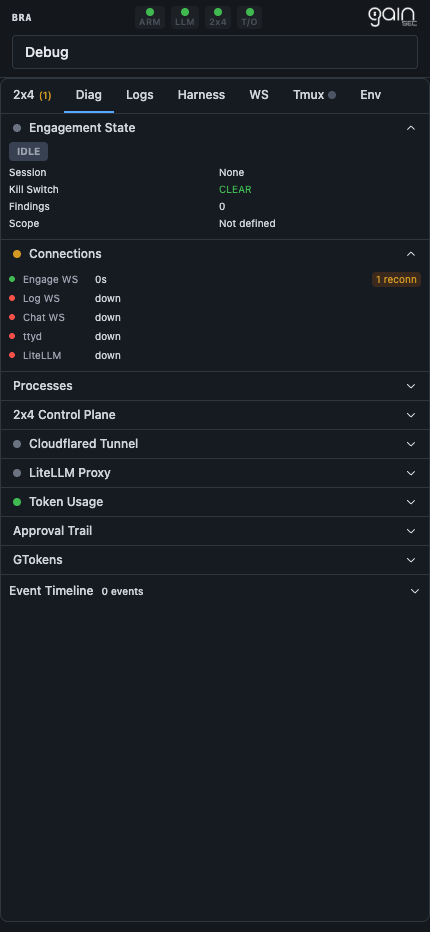 BRA
ARM LLM 2x4 T/O
gain SEC
Debug
2x4 (1) Diag Logs Harness WS Tmux Env
Engagement State
IDLE
Session None
Kill Switch CLEAR
Findings 0
Scope Not defined
Connections
Engage WS 0s 1 reconn
Log WS down
Chat WS down
ttyd down
LiteLLM down
Processes
2x4 Control Plane
Cloudflared Tunnel
LiteLLM Proxy
Token Usage
Approval Trail
GTokens
Event Timeline 0 events